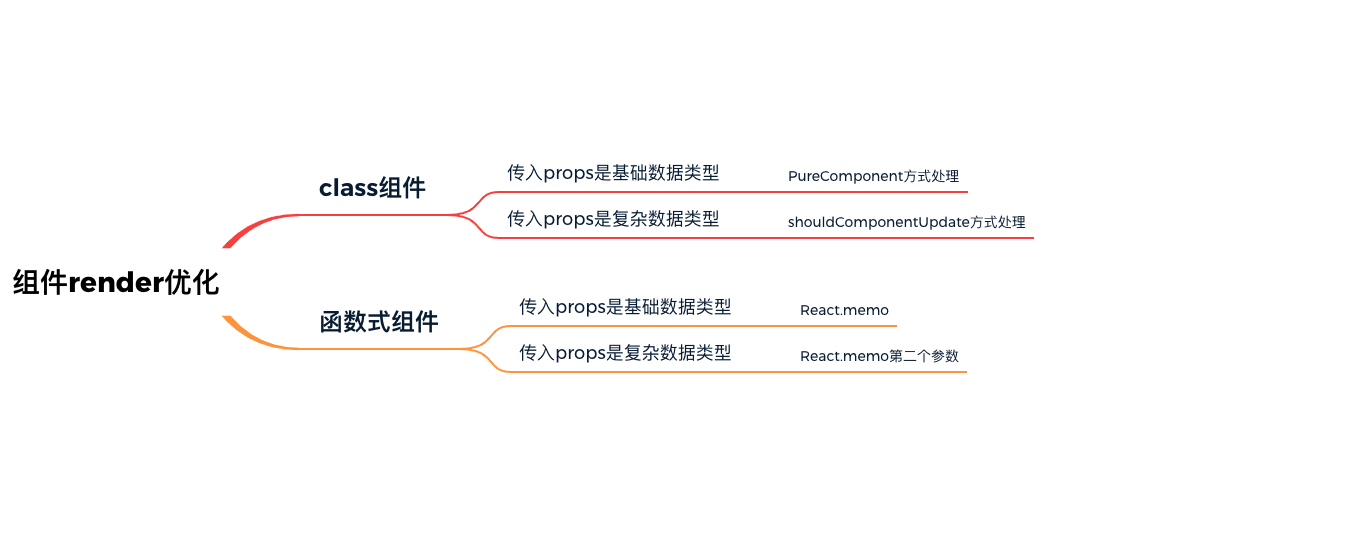 组件render优化
class组件
传入props是基础数据类型
PureComponent方式处理
传入props是复杂数据类型
shouldComponentUpdate方式处理
函数式组件
传入props是基础数据类型
React.memo
传入props是复杂数据类型
React.memo第二个参数